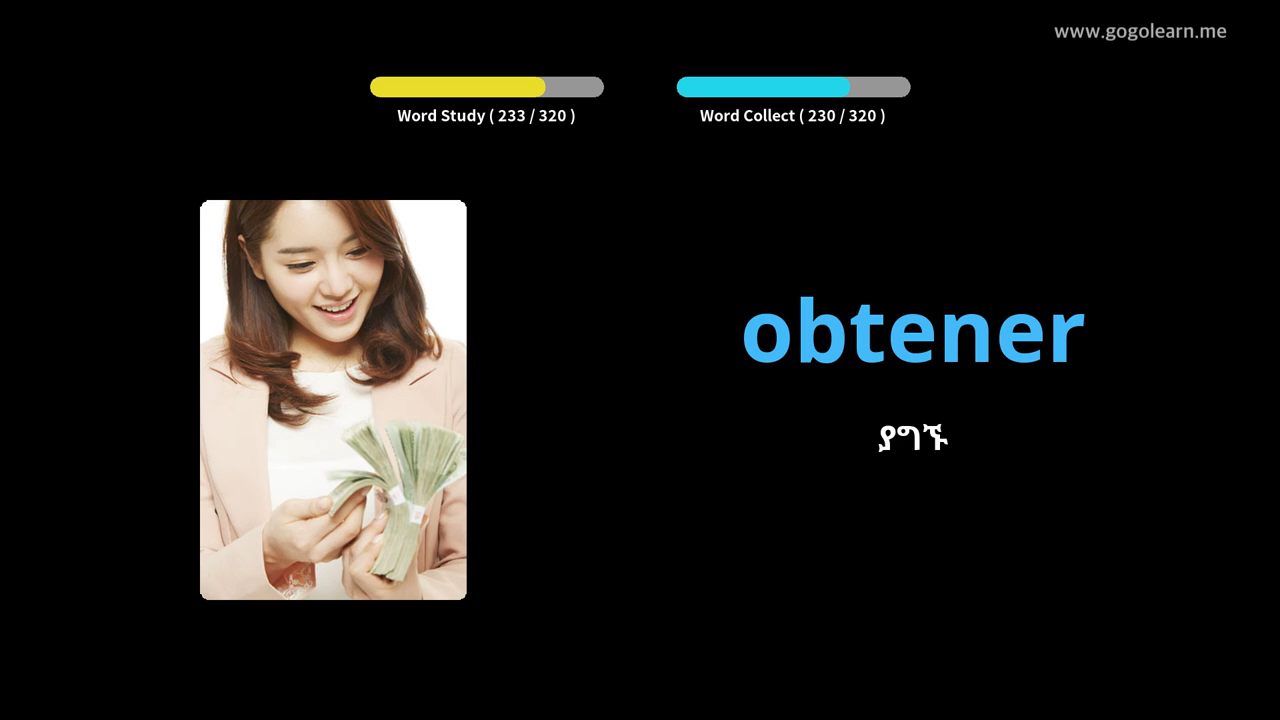 www.gogolearn.me
Word Study ( 233 / 320 )
Word Collect ( 230 / 320 )
obtener
ያግኙ